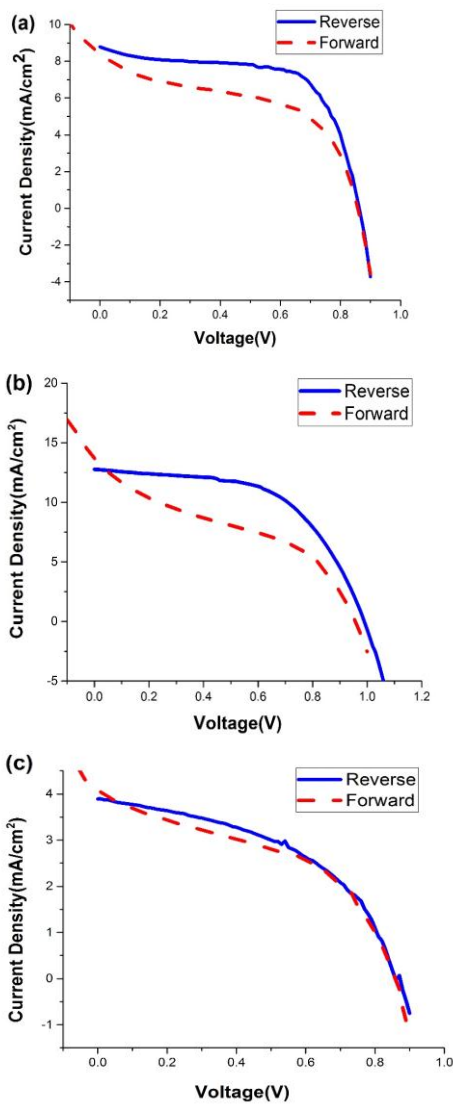 (a)
Reverse
Forward
Current Density(mA/cm²)
10
8
6
4
2
0
-2
-4
0.0 0.2 0.4 0.6 0.8 1.0
Voltage(V)
(b)
Reverse
Forward
Current Density(mA/cm²)
20
15
10
5
0
-5
0.0 0.2 0.4 0.6 0.8 1.0 1.2
Voltage(V)
(c)
Reverse
Forward
Current Density(mA/cm²)
4
3
2
1
0
-1
0.0 0.2 0.4 0.6 0.8 1.0
Voltage(V)